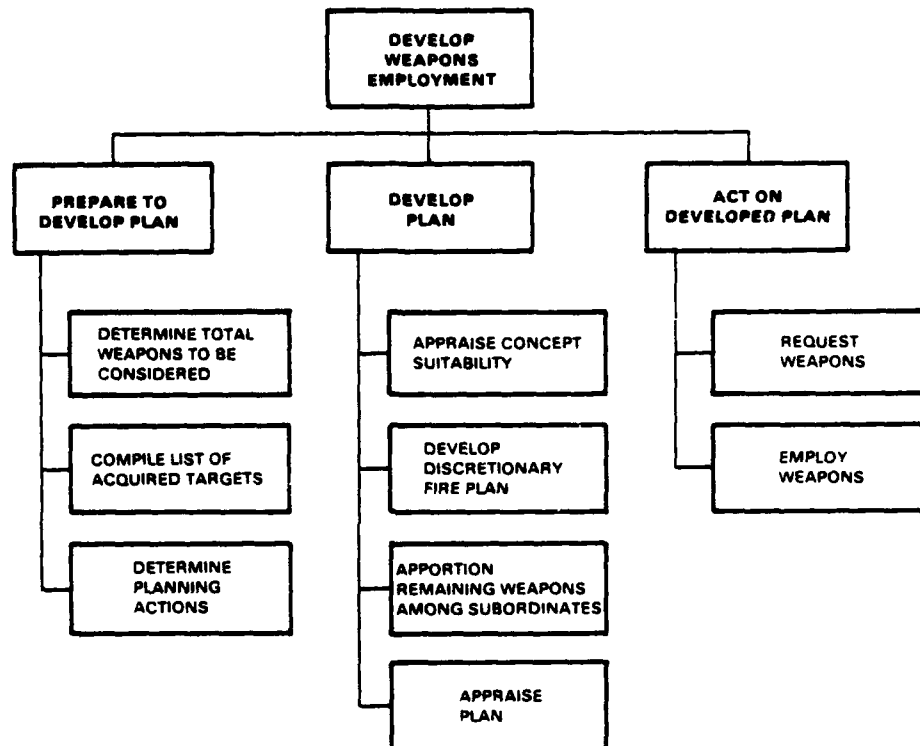 DEVELOP
WEAPONS
EMPLOYMENT
PREPARE TO
DEVELOP PLAN
DEVELOP
PLAN
ACT ON
DEVELOPED PLAN
DETERMINE TOTAL
WEAPONS TO BE
CONSIDERED
COMPILE LIST OF
ACQUIRED TARGETS
DETERMINE
PLANNING
ACTIONS
APPRAISE CONCEPT
SUITABILITY
DEVELOP
DISCRETIONARY
FIRE PLAN
APPORTION
REMAINING WEAPONS
AMONG SUBORDINATES
APPRAISE
PLAN
REQUEST
WEAPONS
EMPLOY
WEAPONS